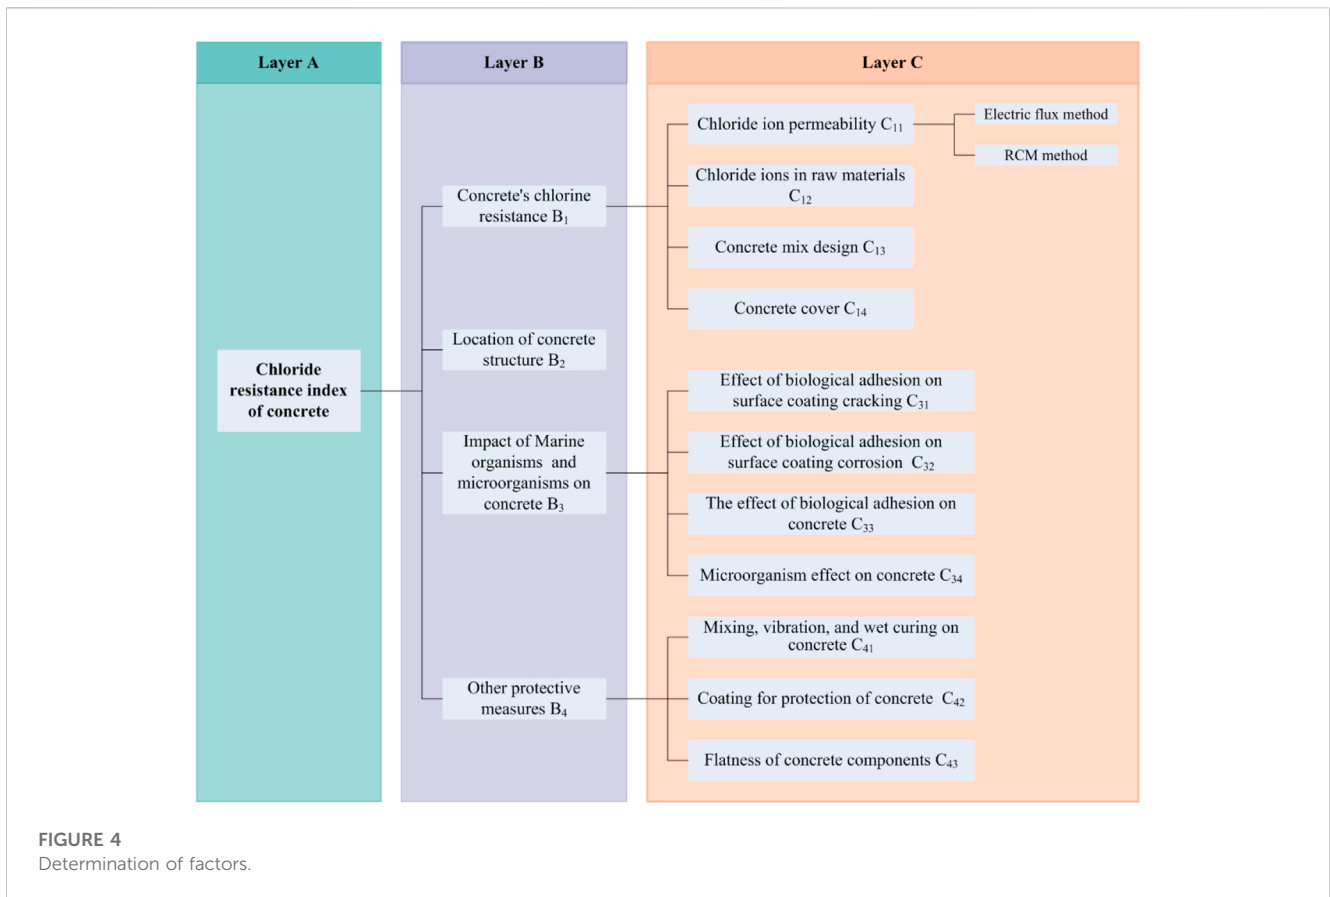 Layer A
Layer B
Layer C
Chloride
resistance index
of concrete
Concrete's chlorine
resistance B₁
Location of concrete
structure B₂
Impact of Marine
organisms and
microorganisms on
concrete B₃
Other protective
measures B₄
Chloride ion permeability C₁₁
Electric flux method
RCM method
Chloride ions in raw materials
C₁₂
Concrete mix design C₁₃
Concrete cover C₁₄
Effect of biological adhesion on
surface coating cracking C₃₁
Effect of biological adhesion on
surface coating corrosion C₃₂
The effect of biological adhesion on
concrete C₃₃
Microorganism effect on concrete C₃₄
Mixing, vibration, and wet curing on
concrete C₄₁
Coating for protection of concrete C₄₂
Flatness of concrete components C₄₃
FIGURE 4
Determination of factors.